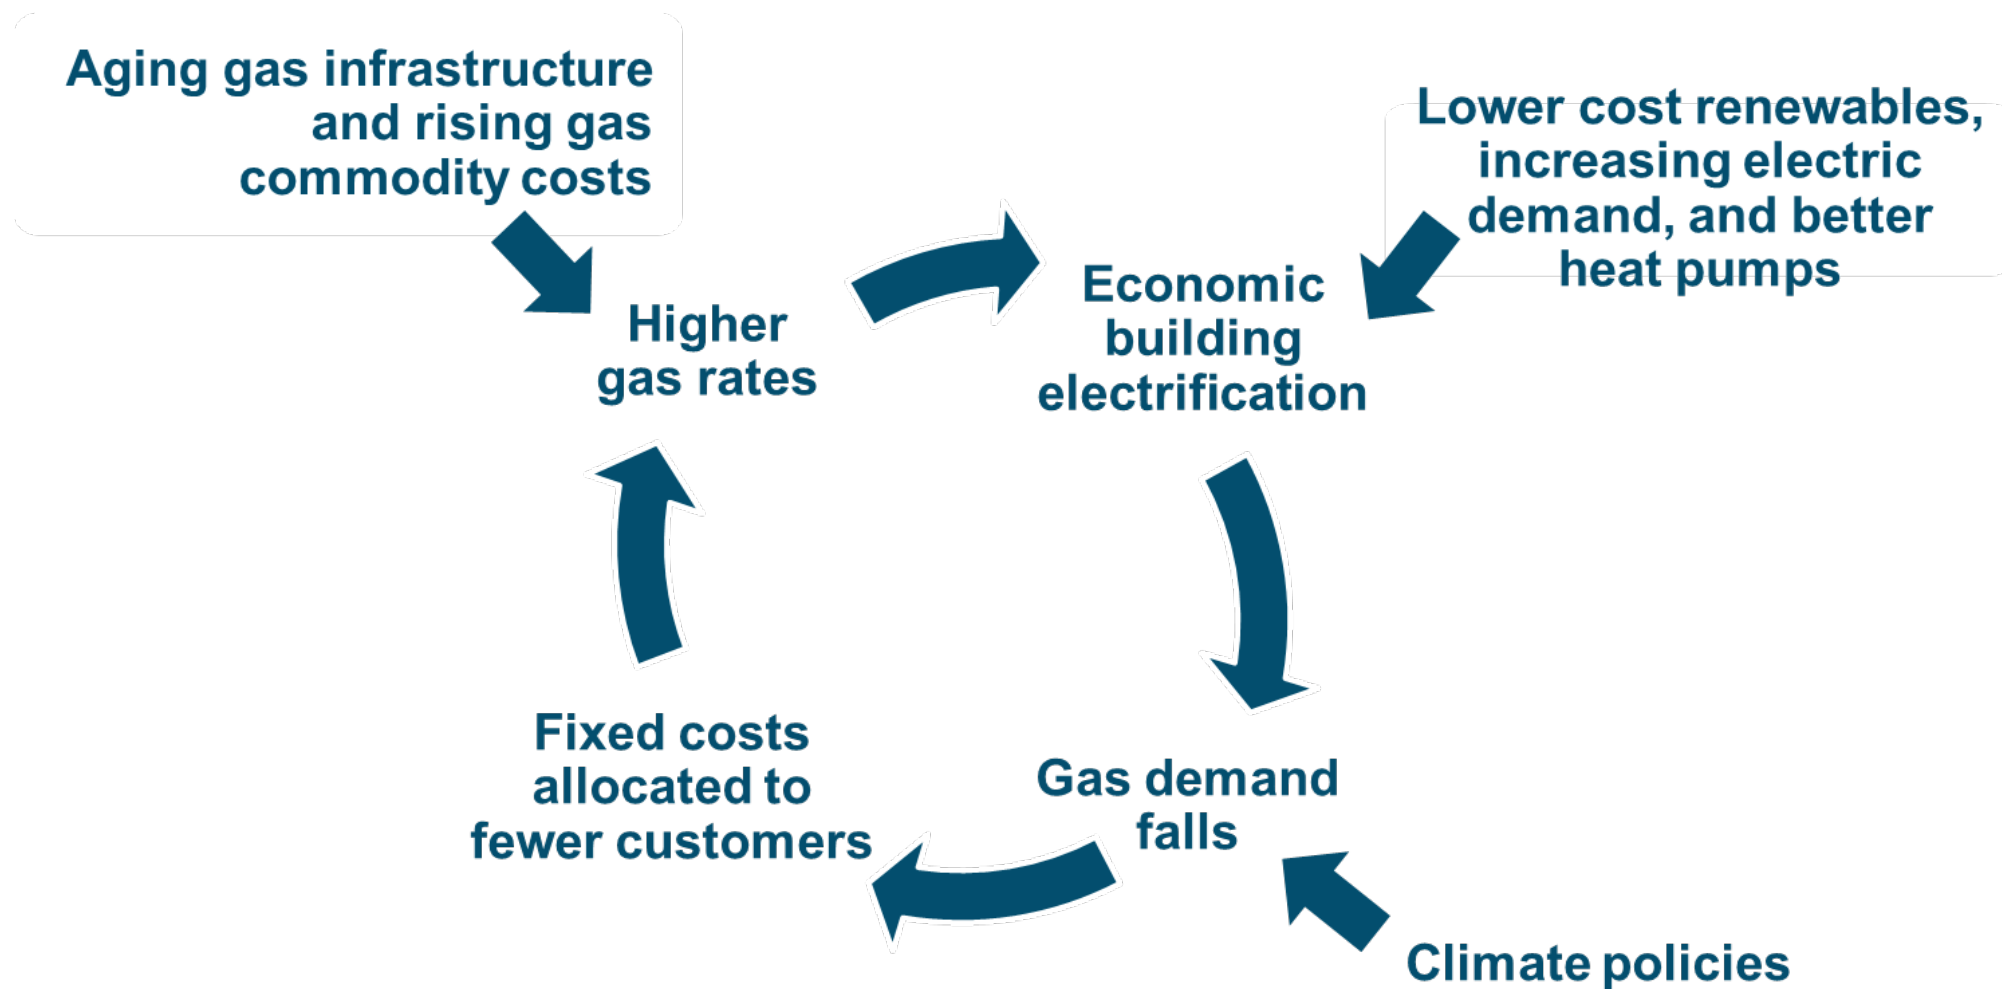 Aging gas infrastructure
and rising gas
commodity costs
Lower cost renewables,
increasing electric
demand, and better
heat pumps
Higher
gas rates
Economic
building
electrification
Gas demand
falls
Fixed costs
allocated to
fewer customers
Climate policies